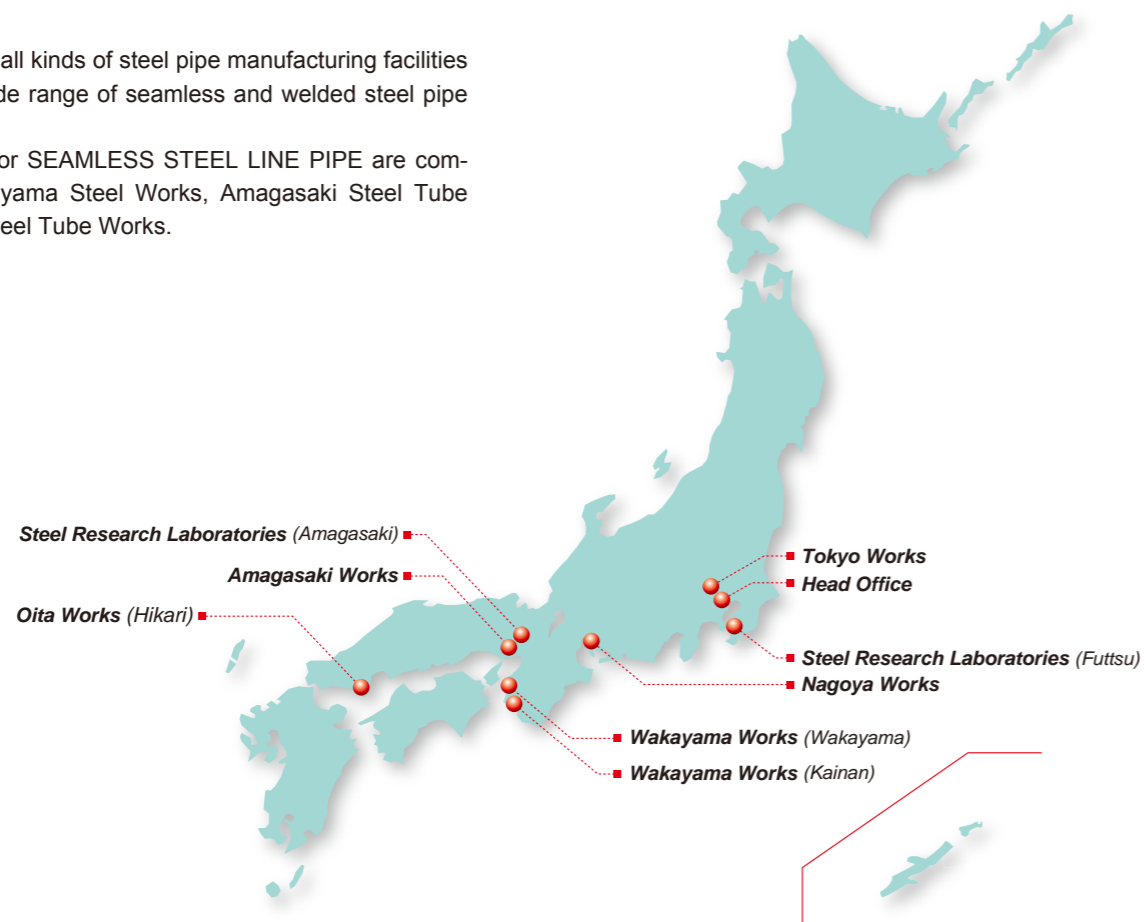 all kinds of steel pipe manufacturing facilities
de range of seamless and welded steel pipe
or SEAMLESS STEEL LINE PIPE are com-
yama Steel Works, Amagasaki Steel Tube
eel Tube Works.
Steel Research Laboratories (Amagasaki)
Amagasaki Works
Oita Works (Hikari)
Tokyo Works
Head Office
Steel Research Laboratories (Futtsu)
Nagoya Works
Wakayama Works (Wakayama)
Wakayama Works (Kainan)